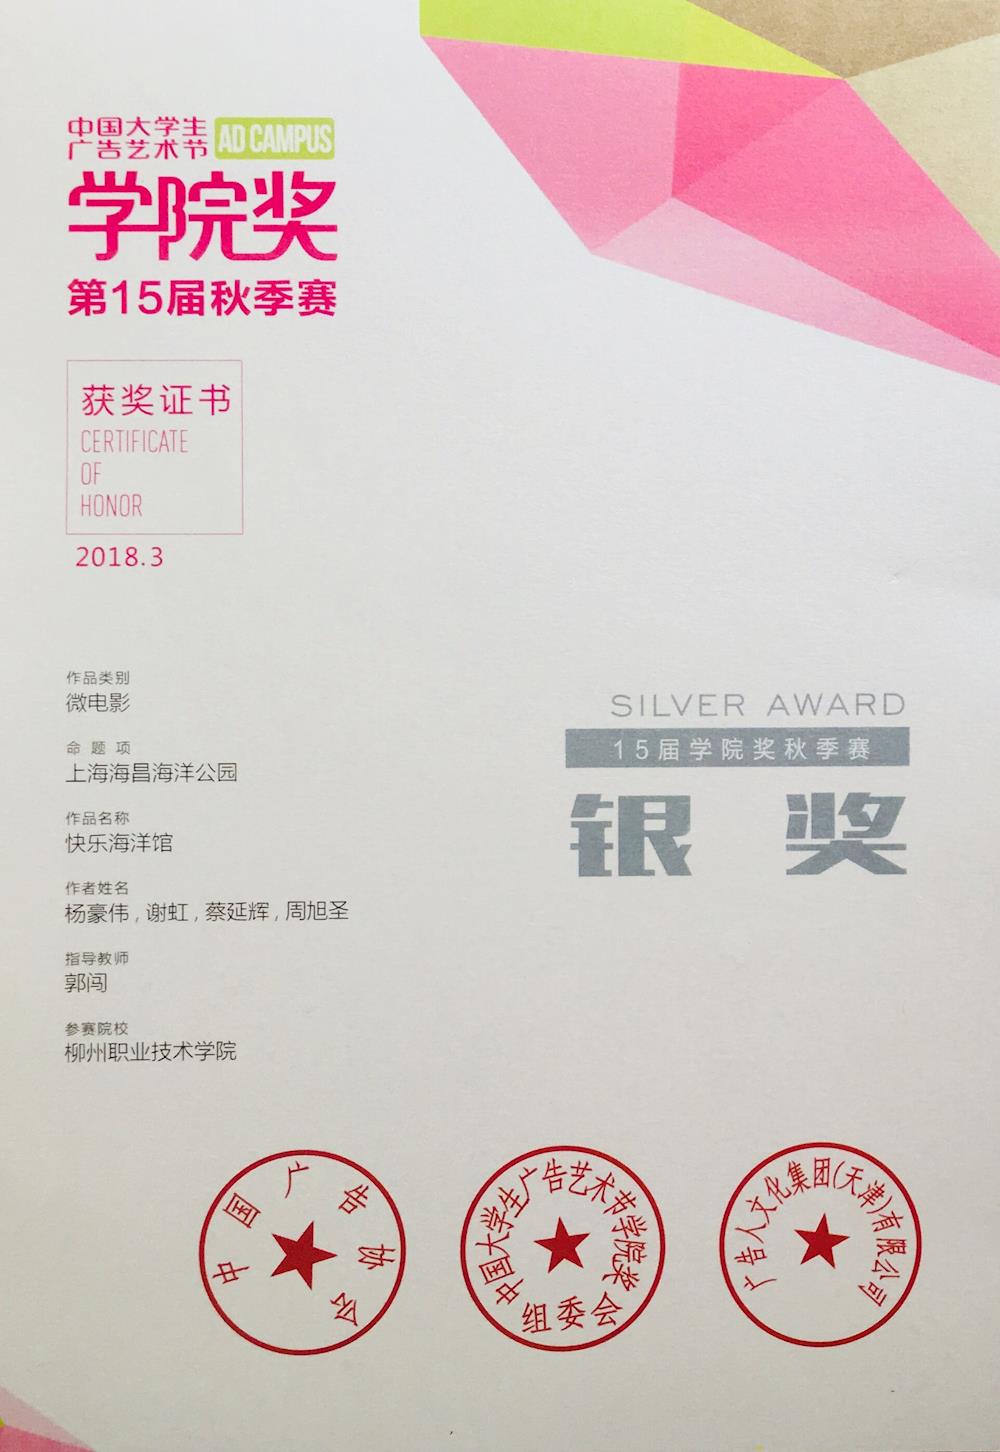 中国大学生
广告艺术节 AD CAMPUS
学院奖
第15届秋季赛
获奖证书
CERTIFICATE
OF
HONOR
2018.3
作品类别
微电影
命题项
上海海昌海洋公园
作品名称
快乐海洋馆
作者姓名
杨豪伟,谢虹,蔡延辉,周旭圣
指导教师
郭闯
参赛院校
柳州职业技术学院
SILVER AWARD
15届学院奖秋季赛
银 奖
中国广告协会
中国大学生广告艺术节学院奖
组委会
广告人文化集团(天津)有限公司